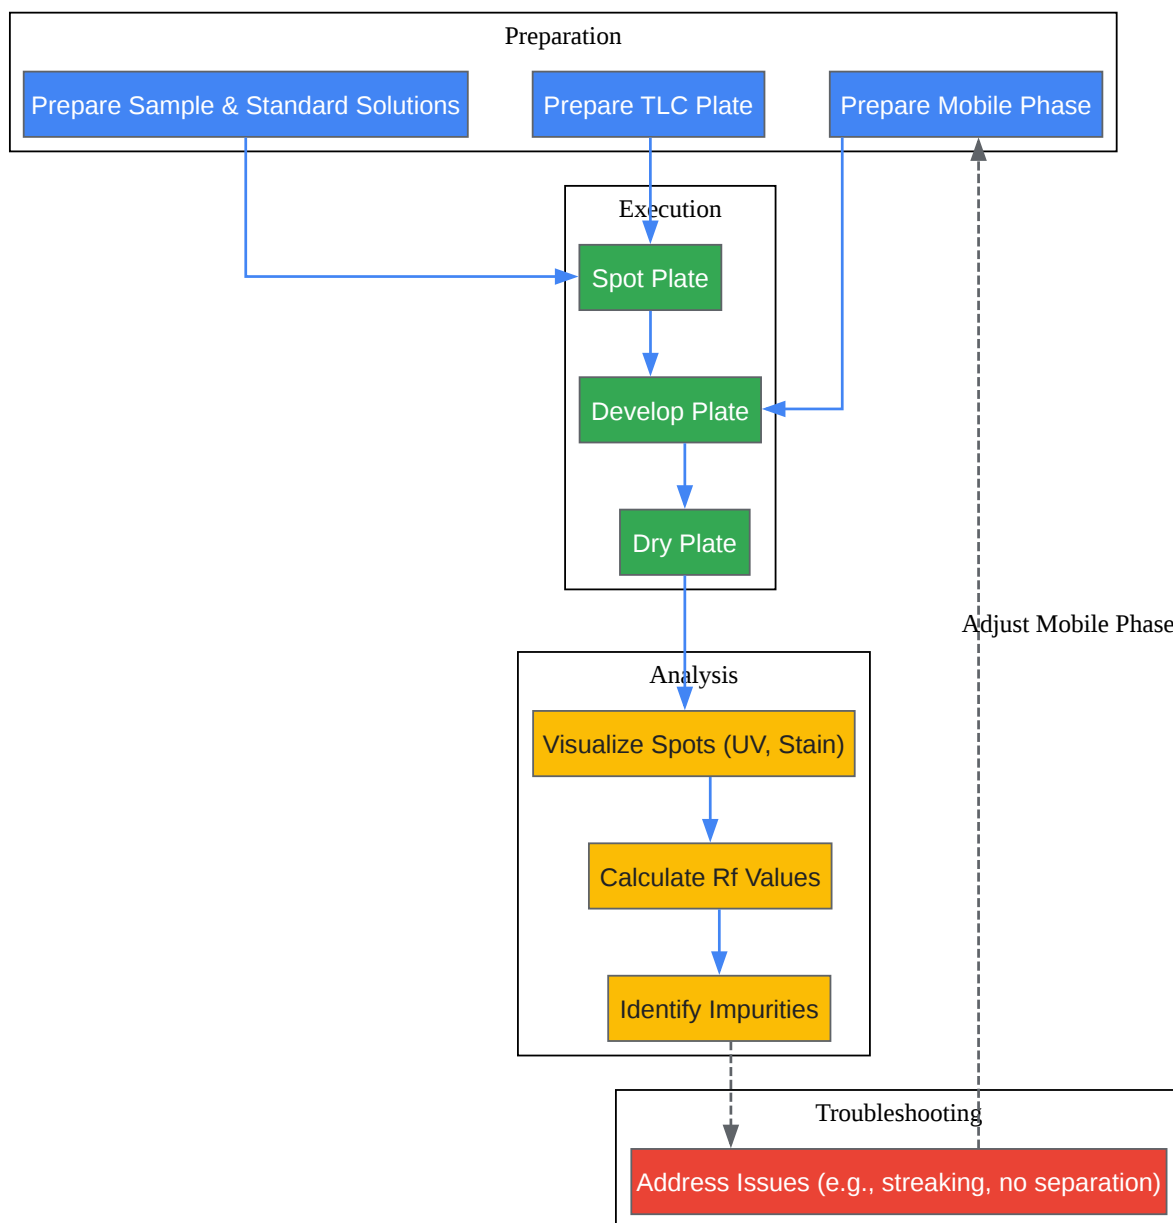 Preparation
Prepare Sample & Standard Solutions
Prepare TLC Plate
Prepare Mobile Phase
Execution
Spot Plate
Develop Plate
Dry Plate
Adjust Mobile Phase
Analysis
Visualize Spots (UV, Stain)
Calculate Rf Values
Identify Impurities
Troubleshooting
Address Issues (e.g., streaking, no separation)